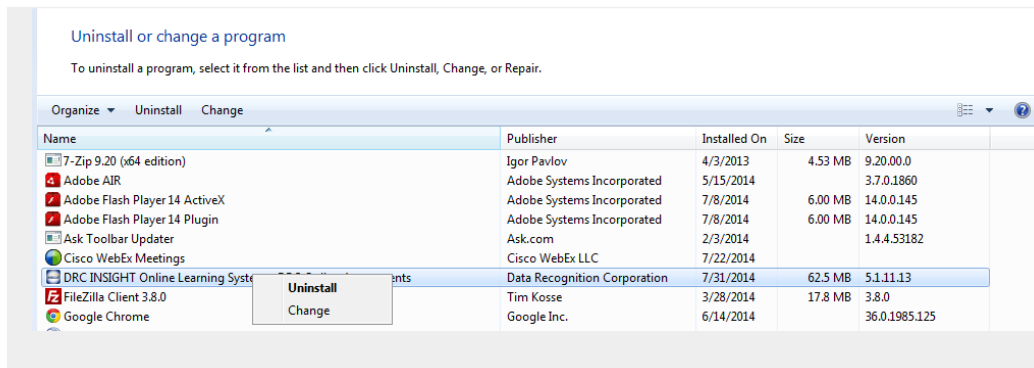 Uninstall or change a program
To uninstall a program, select it from the list and then click Uninstall, Change, or Repair.
Organize Uninstall Change
Name Publisher Installed On Size Version
7-Zip 9.20 (x64 edition) Igor Pavlov 4/3/2013 4.53 MB 9.20.00.0
Adobe AIR Adobe Systems Incorporated 5/15/2014 3.7.0.1860
Adobe Flash Player 14 ActiveX Adobe Systems Incorporated 7/8/2014 6.00 MB 14.0.0.145
Adobe Flash Player 14 Plugin Adobe Systems Incorporated 7/8/2014 6.00 MB 14.0.0.145
Ask Toolbar Updater Ask.com 2/3/2014 1.4.4.53182
Cisco WebEx Meetings Cisco WebEx LLC 7/22/2014
DRC INSIGHT Online Learning Syste ents Data Recognition Corporation 7/31/2014 62.5 MB 5.1.11.13
Uninstall
FileZilla Client 3.8.0 Tim Kosse 3/28/2014 17.8 MB 3.8.0
Change
Google Chrome Google Inc. 6/14/2014 36.0.1985.125